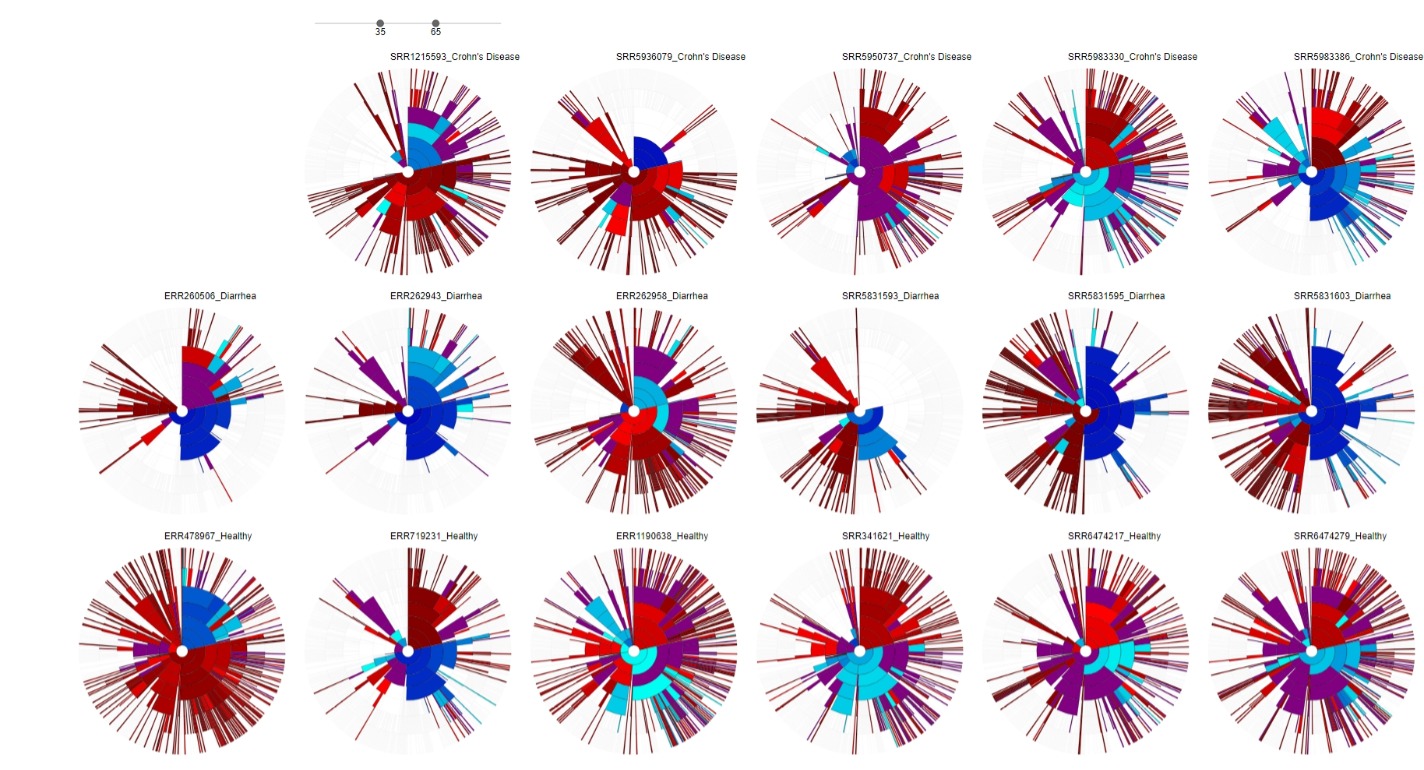 35 65
SRR1215593_Crohn's Disease SRR5936079_Crohn's Disease SRR5950737_Crohn's Disease SRR5983330_Crohn's Disease SRR5983386_Crohn's Disease
ERR260506_Diarrhea ERR262943_Diarrhea ERR262958_Diarrhea SRR5831593_Diarrhea SRR5831595_Diarrhea SRR5831603_Diarrhea
ERR478967_Healthy ERR719231_Healthy ERR1190638_Healthy SRR341621_Healthy SRR6474217_Healthy SRR6474279_Healthy